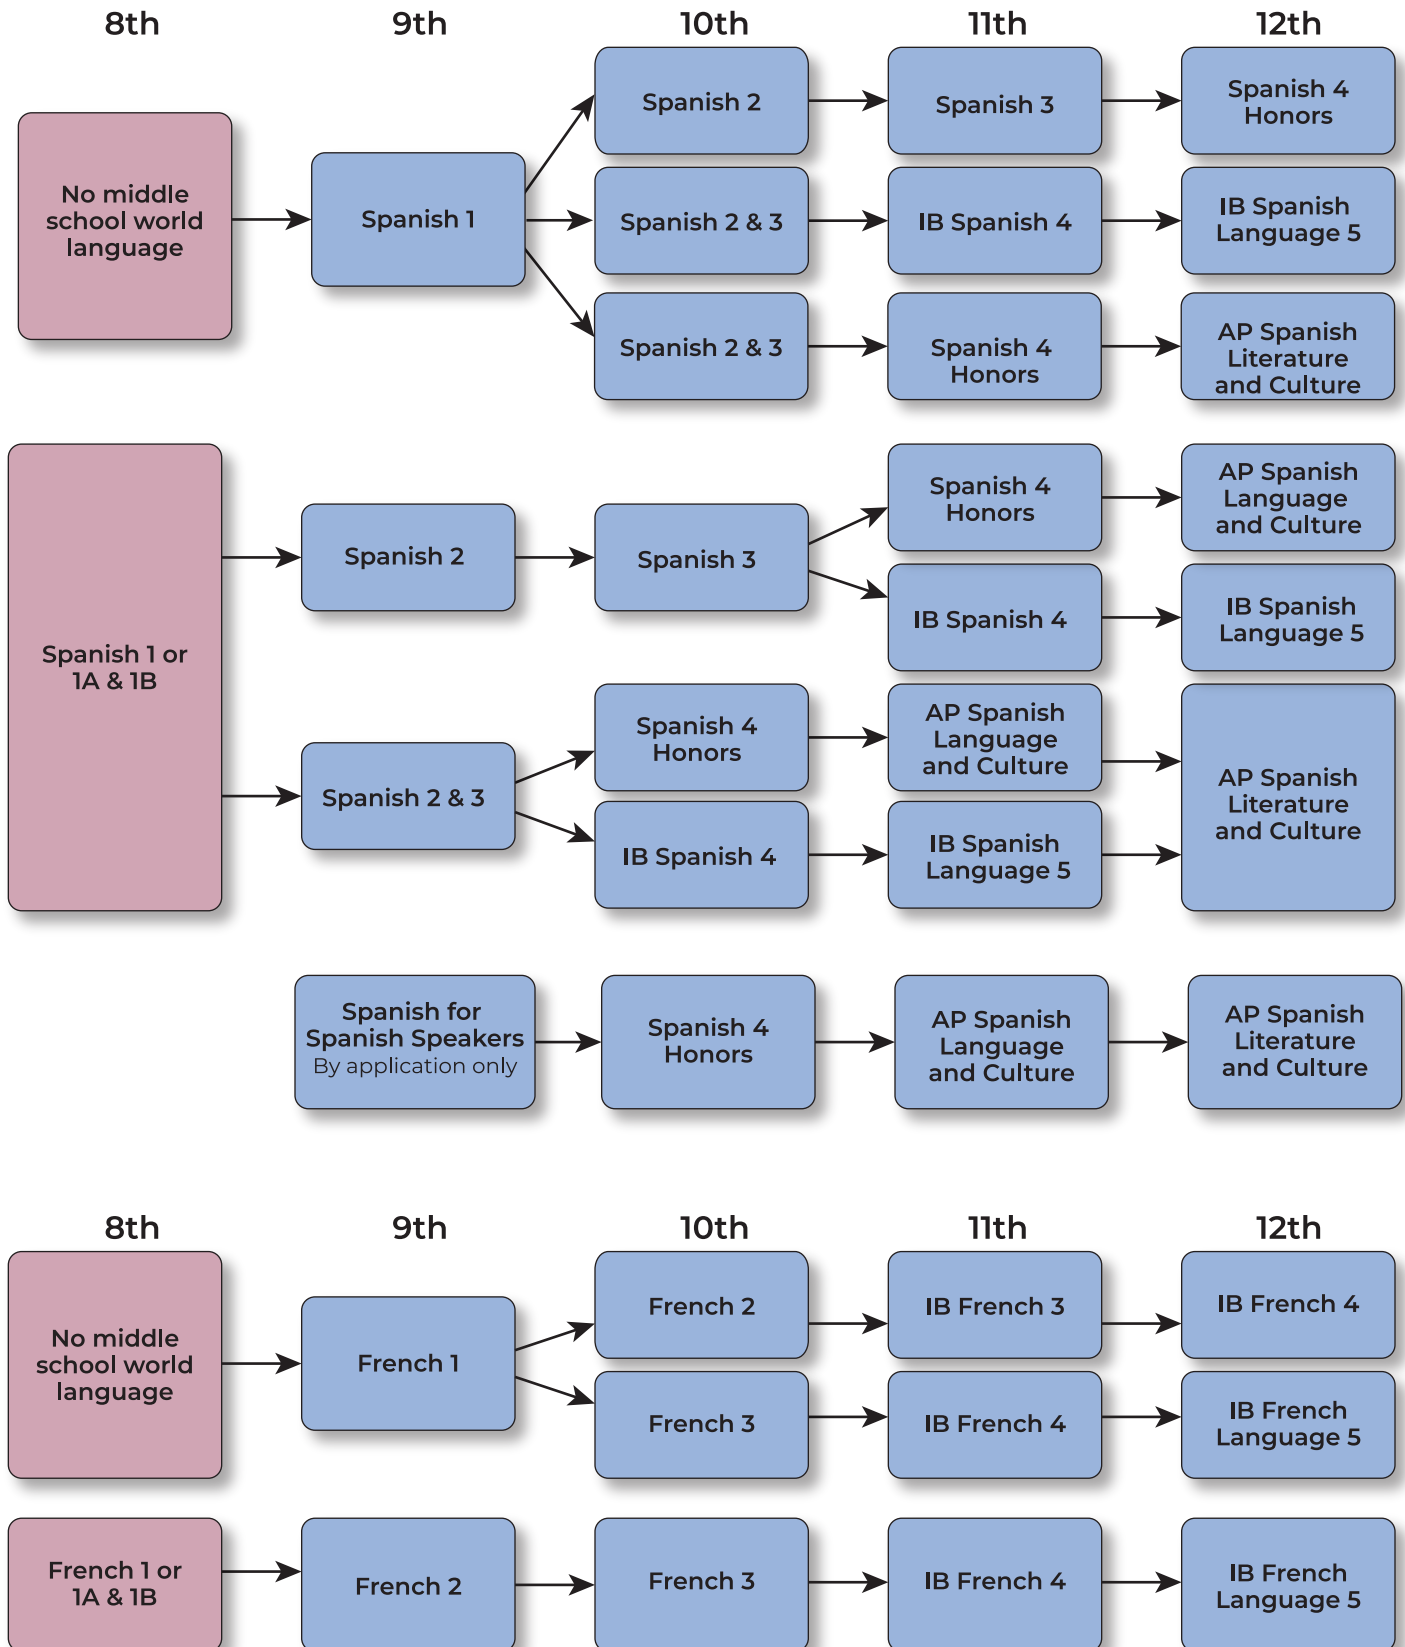 8th
9th
10th
11th
12th
No middle
school world
language
Spanish 1
Spanish 2
Spanish 3
Spanish 4
Honors
Spanish 2 & 3
IB Spanish 4
IB Spanish
Language 5
Spanish 2 & 3
Spanish 4
Honors
AP Spanish
Literature
and Culture
Spanish 1 or
1A & 1B
Spanish 2
Spanish 3
Spanish 4
Honors
AP Spanish
Language
and Culture
IB Spanish 4
IB Spanish
Language 5
Spanish 2 & 3
Spanish 4
Honors
AP Spanish
Language
and Culture
AP Spanish
Literature
and Culture
IB Spanish 4
IB Spanish
Language 5
Spanish for
Spanish Speakers
By application only
Spanish 4
Honors
AP Spanish
Language
and Culture
AP Spanish
Literature
and Culture
8th
9th
10th
11th
12th
No middle
school world
language
French 1
French 2
IB French 3
IB French 4
French 3
IB French 4
IB French
Language 5
French 1 or
1A & 1B
French 2
French 3
IB French 4
IB French
Language 5